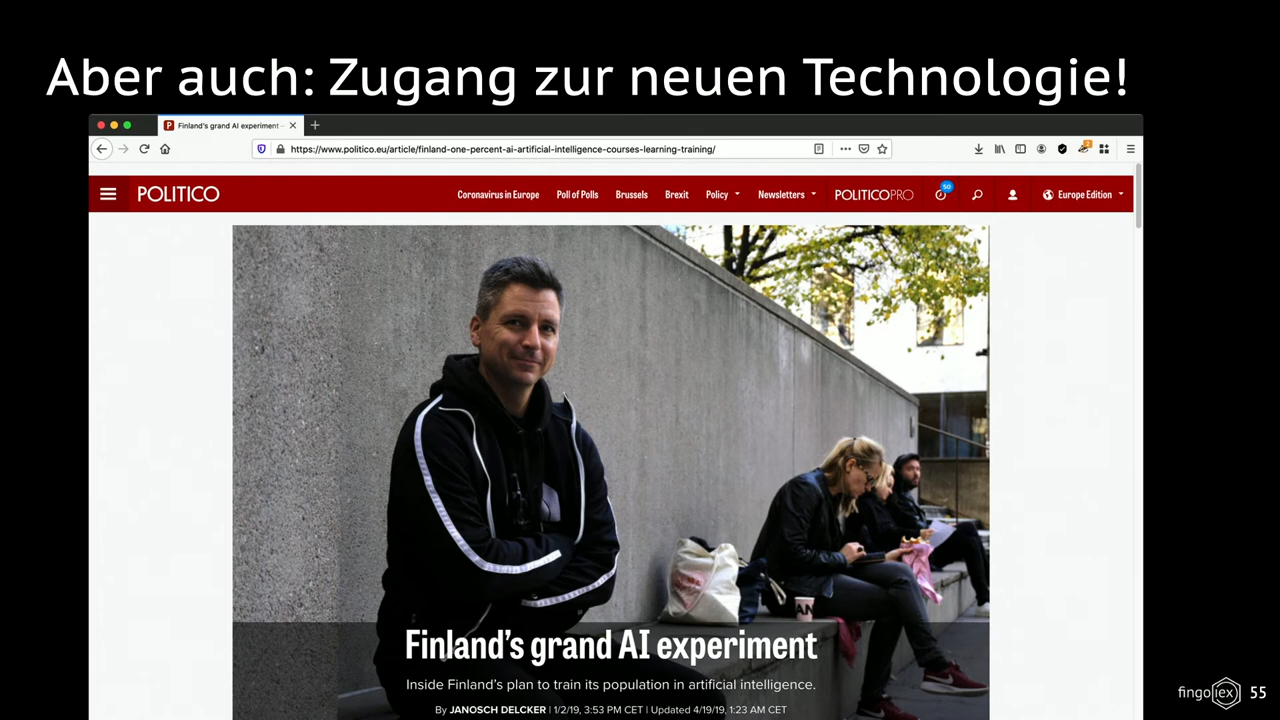 Aber auch: Zugang zur neuen Technologie!
Finland's grand AI experiment
https://www.politico.eu/article/finland-one-percent-ai-artificial-intelligence-courses-learning-training/
2
POLITICO
Coronavirus in Europe Poll of Polls Brussels Brexit Policy Newsletters POLITICOPRO 50 Europe Edition
AN
Finland's grand AI experiment
Inside Finland's plan to train its population in artificial intelligence.
By JANOSCH DELCKER | 1/2/19, 3:53 PM CET | Updated 4/19/19, 1:23 AM CET
fingolex 55